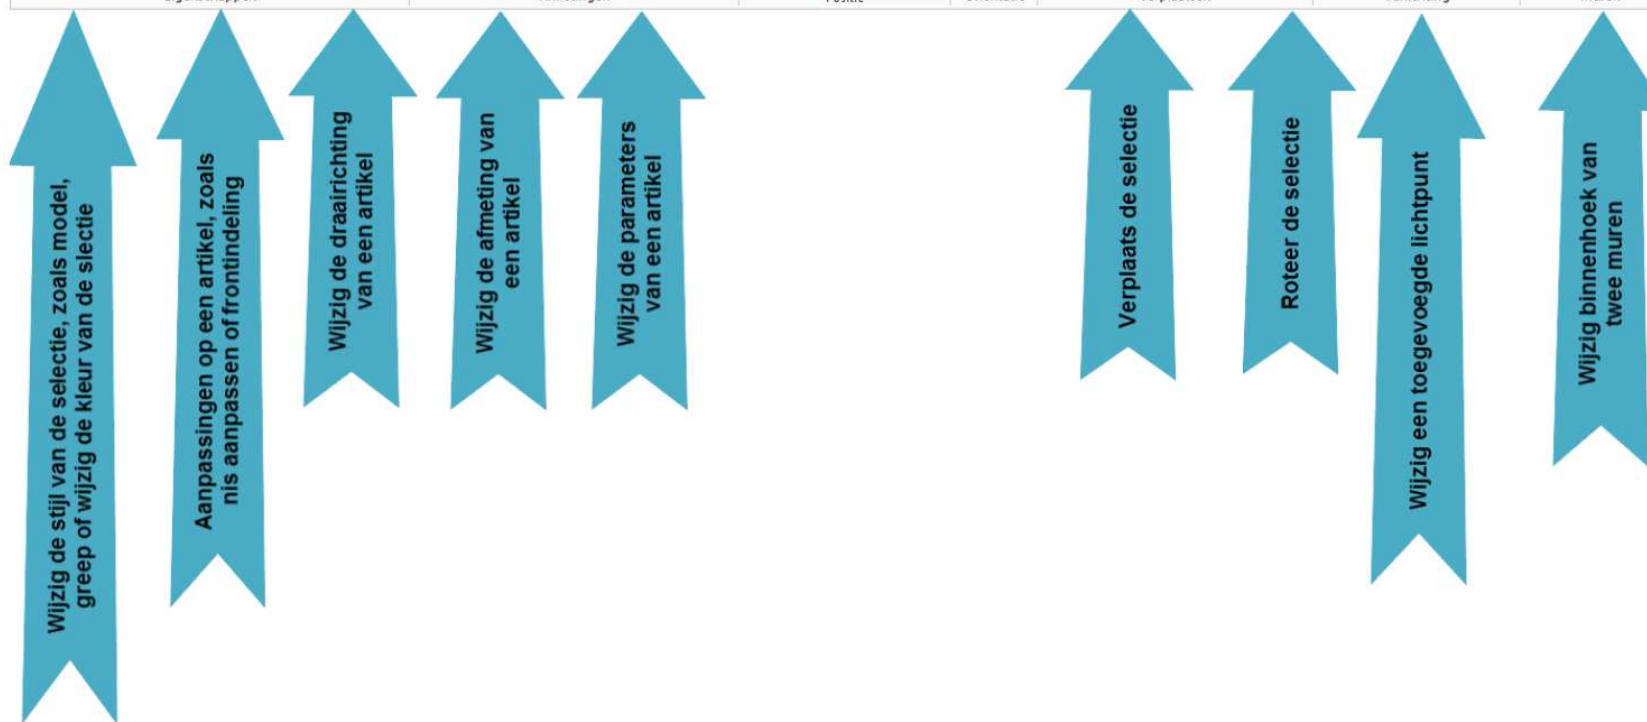 Wijzig de stijl van de selectie, zoals model,
greep of wijzig de kleur van de slectie
Aanpassingen op een artikel, zoals
nis aanpassen of frontindeling
Wijzig de draairichting
van een artikel
Wijzig de afmeting van
een artikel
Wijzig de parameters
van een artikel
Verplaats de selectie
Roteer de selectie
Wijzig een toegevoegde lichtpunt
Wijzig binnenhoek van
twee muren